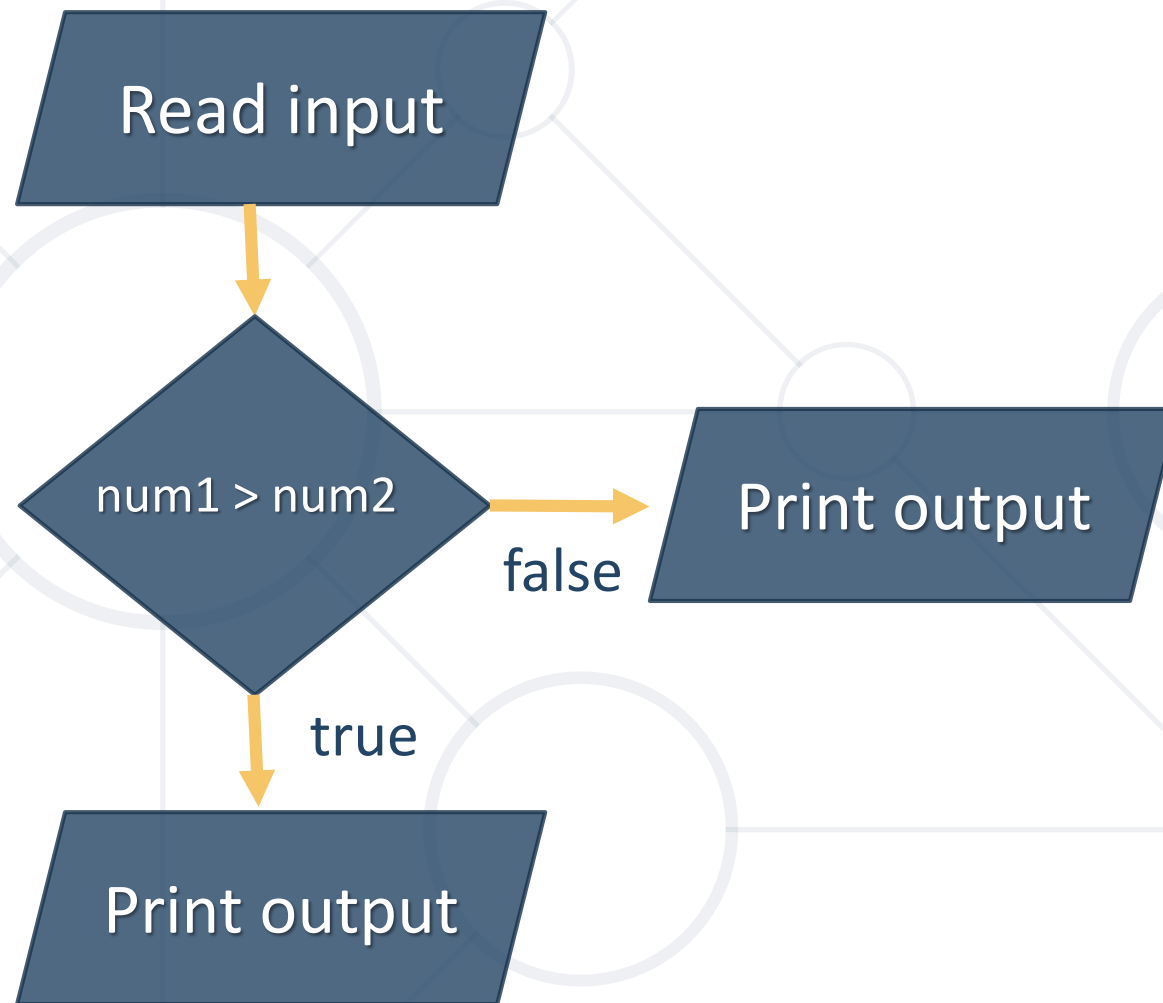 Read input
num1 > num2
false
Print output
true
Print output